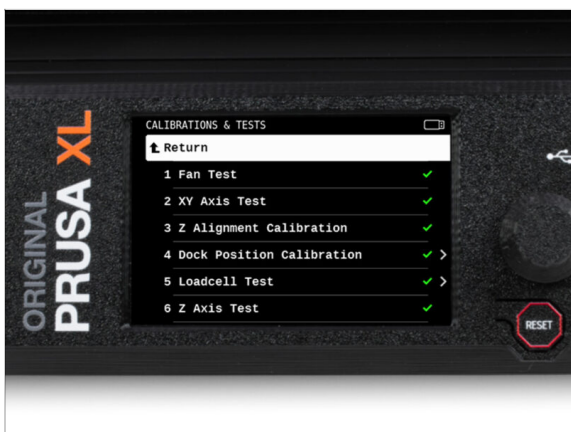 ORIGINAL
PRUSA XL
CALIBRATIONS & TESTS
Return
1 Fan Test
2 XY Axis Test
3 Z Alignment Calibration
4 Dock Position Calibration
5 Loadcell Test
6 Z Axis Test
RESET